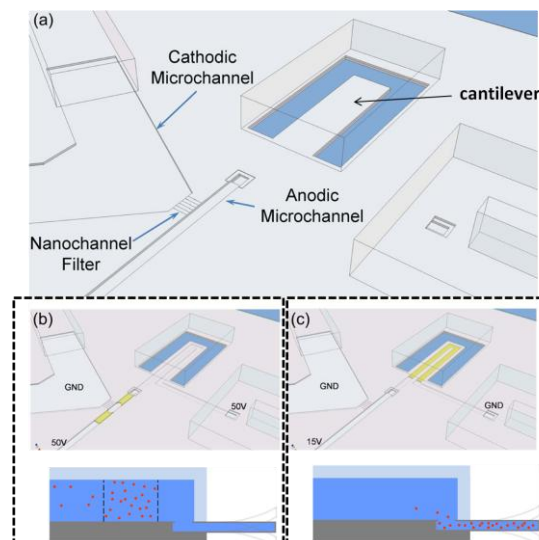 (a)
Cathodic
Microchannel
cantilever
Anodic
Microchannel
Nanochannel
Filter
(b)
GND
50V
50V
(c)
GND
GND
15V